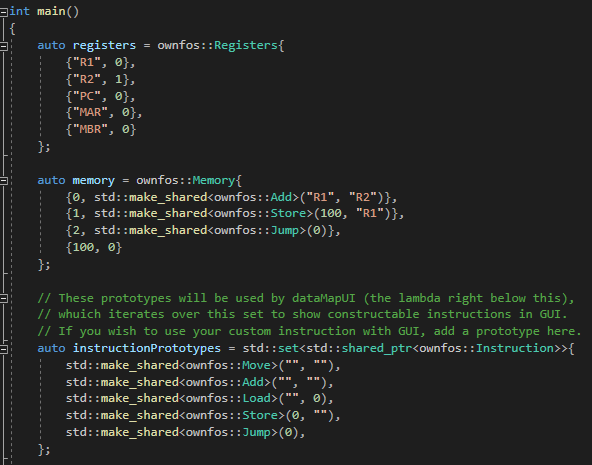 int main()
{
    auto registers = ownfos::Registers{
        {"R1", 0},
        {"R2", 1},
        {"PC", 0},
        {"MAR", 0},
        {"MBR", 0}
    };
    auto memory = ownfos::Memory{
        {0, std::make_shared<ownfos::Add>("R1", "R2")},
        {1, std::make_shared<ownfos::Store>(100, "R1")},
        {2, std::make_shared<ownfos::Jump>(0)},
        {100, 0}
    };
    // These prototypes will be used by dataMapUI (the lambda right below this),
    // whuich iterates over this set to show constructable instructions in GUI.
    // If you wish to use your custom instruction with GUI, add a prototype here.
    auto instructionPrototypes = std::set<std::shared_ptr<ownfos::Instruction>>{
        std::make_shared<ownfos::Move>("", ""),
        std::make_shared<ownfos::Add>("", ""),
        std::make_shared<ownfos::Load>("", 0),
        std::make_shared<ownfos::Store>(0, ""),
        std::make_shared<ownfos::Jump>(0),
    };